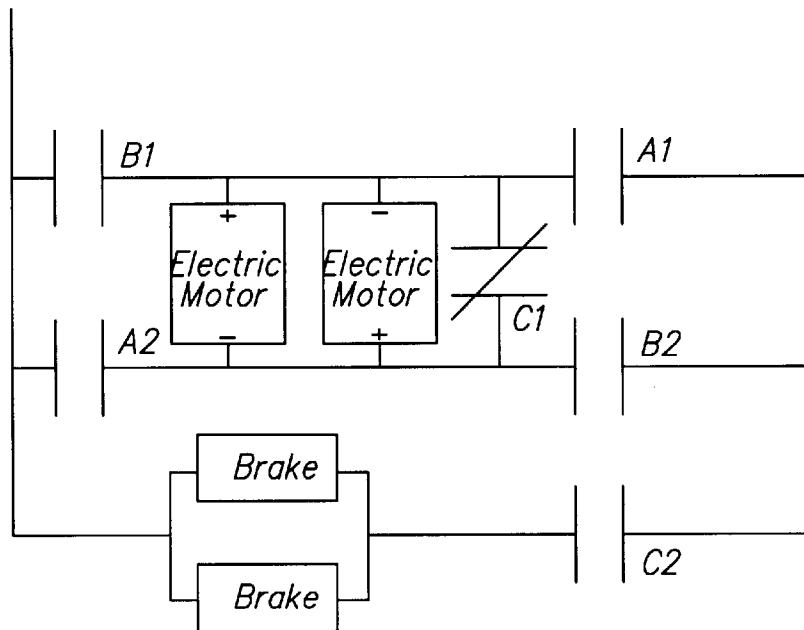 B1
A1
+
-
Electric
Motor
Electric
Motor
-
+
C1
A2
B2
Brake
C2
Brake